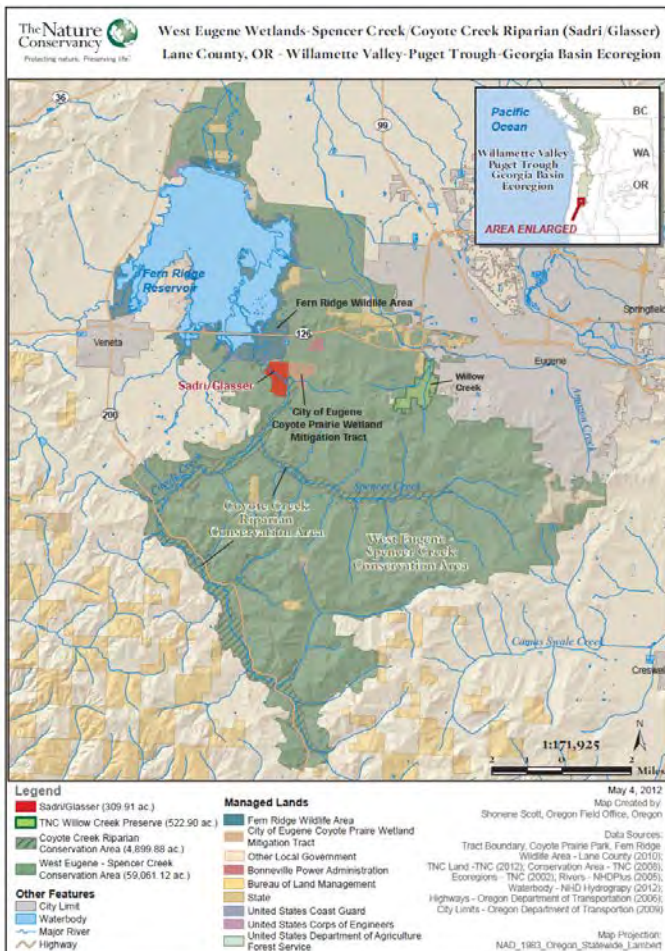 The Nature
Conservancy
Protecting nature. Preserving life.
West Eugene Wetlands-Spencer Creek/Coyote Creek Riparian (Sadri/Glasser)
Lane County, OR - Willamette Valley-Puget Trough-Georgia Basin Ecoregion
36
99
Pacific
Ocean
BC
WA
OR
Willamette Valley
Puget Trough
Georgia Basin
Ecoregion
AREA ENLARGED
Fern Ridge
Reservoir
Fern Ridge Wildlife Area
Springfield
Veneta
126
Eugene
Sadri/Glasser
Willow
Creek
City of Eugene
Coyote Prairie Wetland
Mitigation Tract
Amazon Creek
200
Coyote Creek
Spencer Creek
Coyote Creek
Riparian
Conservation Area
West Eugene -
Spencer Creek
Conservation Area
Camas Swale Creek
Creswell
N
1:171,925
2 1 0 2
Miles
Legend
Sadri/Glasser (309.91 ac.)
TNC Willow Creek Preserve (522.90 ac.)
Coyote Creek Riparian
Conservation Area (4,899.88 ac.)
West Eugene - Spencer Creek
Conservation Area (59,061.12 ac.)
Other Features
City Limit
Waterbody
Major River
Highway
Managed Lands
Fern Ridge Wildlife Area
City of Eugene Coyote Praire Wetland
Mitigation Tract
Other Local Government
Bonneville Power Administration
Bureau of Land Management
State
United States Coast Guard
United States Corps of Engineers
United States Department of Agriculture
Forest Service
May 4, 2012
Map Created by:
Shonene Scott, Oregon Field Office, Oregon
Data Sources:
Tract Boundary, Coyote Prairie Park, Fern Ridge
Wildlife Area - Lane County (2010);
TNC Land -TNC (2012); Conservation Area - TNC (2008);
Ecoregions - TNC (2002), Rivers - NHDPlus (2005);
Waterbody - NHD Hydrograpy (2012);
Highways - Oregon Department of Transportation (2006);
City Limits - Oregon Department of Transportion (2009)
Map Projection:
NAD_1983_Oregon_Statewide_Lambert